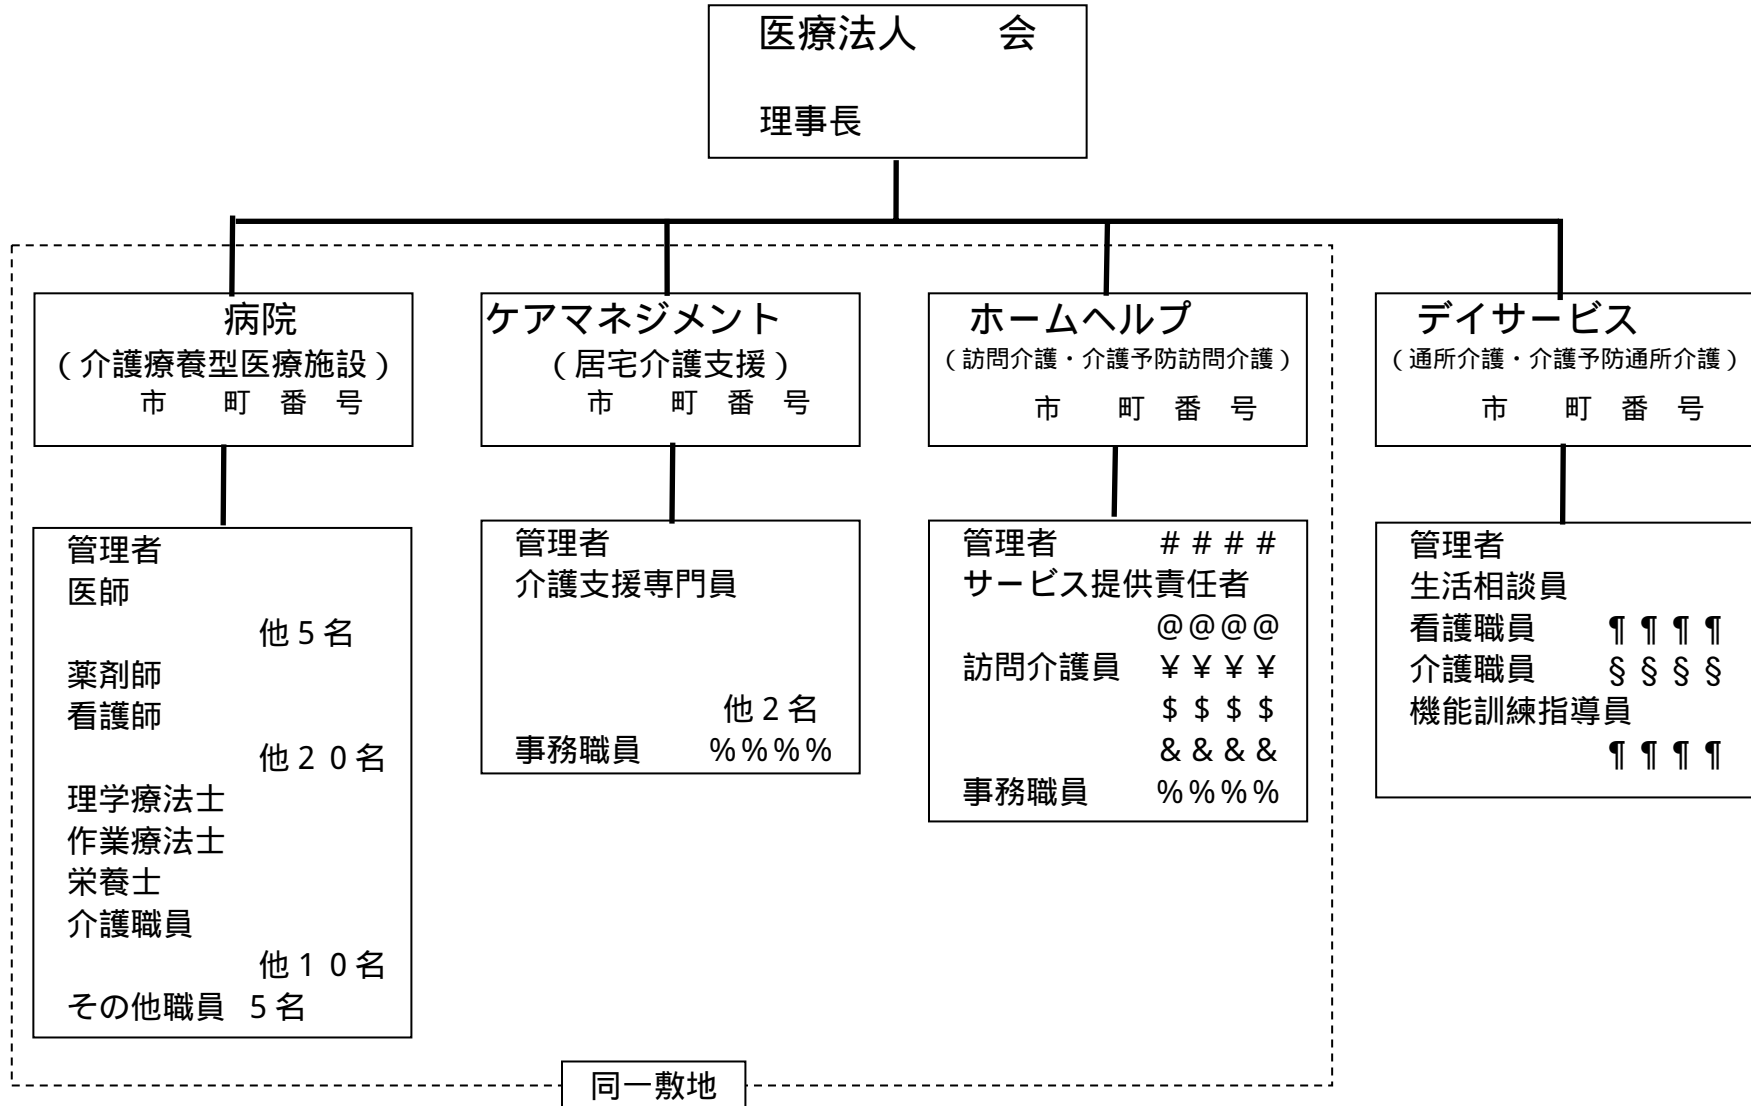 医療法人　　会
理事長
病院
（介護療養型医療施設）
市　　町　番　号
ケアマネジメント
（居宅介護支援）
市　　町　番　号
ホームヘルプ
（訪問介護・介護予防訪問介護）
市　　町　番　号
デイサービス
（通所介護・介護予防通所介護）
市　　町　番　号
管理者
医師
他５名
薬剤師
看護師
他２０名
理学療法士
作業療法士
栄養士
介護職員
他１０名
その他職員　５名
管理者
介護支援専門員
他２名
事務職員　％％％％
管理者　＃＃＃＃
サービス提供責任者
＠＠＠＠
訪問介護員　￥￥￥￥
＄＄＄＄
＆＆＆＆
事務職員　％％％％
管理者
生活相談員
看護職員　¶¶¶¶
介護職員　§§§§
機能訓練指導員
¶¶¶¶
同一敷地